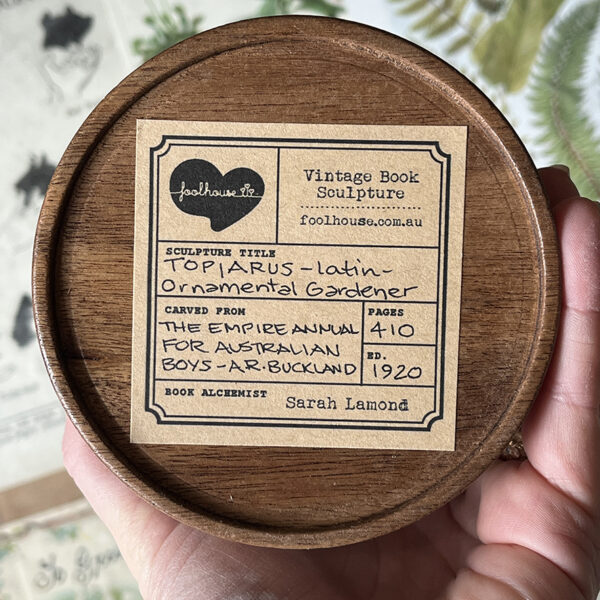 foolhouse
Vintage Book
Sculpture
foolhouse.com.au
SCULPTURE TITLE
TOPIARUS - latin -
Ornamental Gardener
CARVED FROM
THE EMPIRE ANNUAL
FOR AUSTRALIAN
BOYS - A.R. BUCKLAND
PAGES
410
ED.
1920
BOOK ALCHEMIST
Sarah Lamond